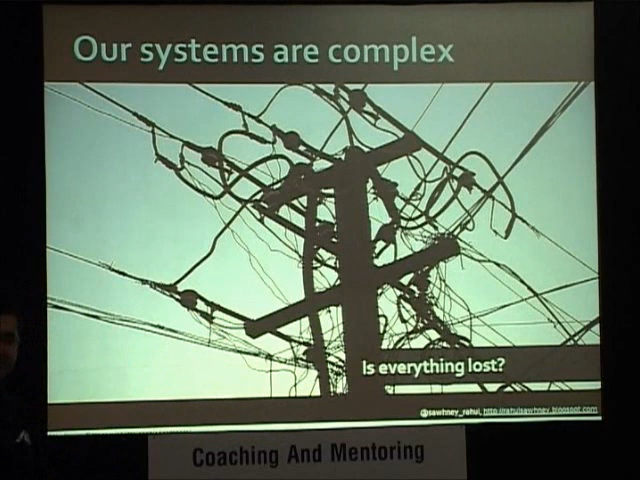 Our systems are complex
Is everything lost?
@sawhney_rahul, http://rahulsawhney.blogspot.com
Coaching And Mentoring